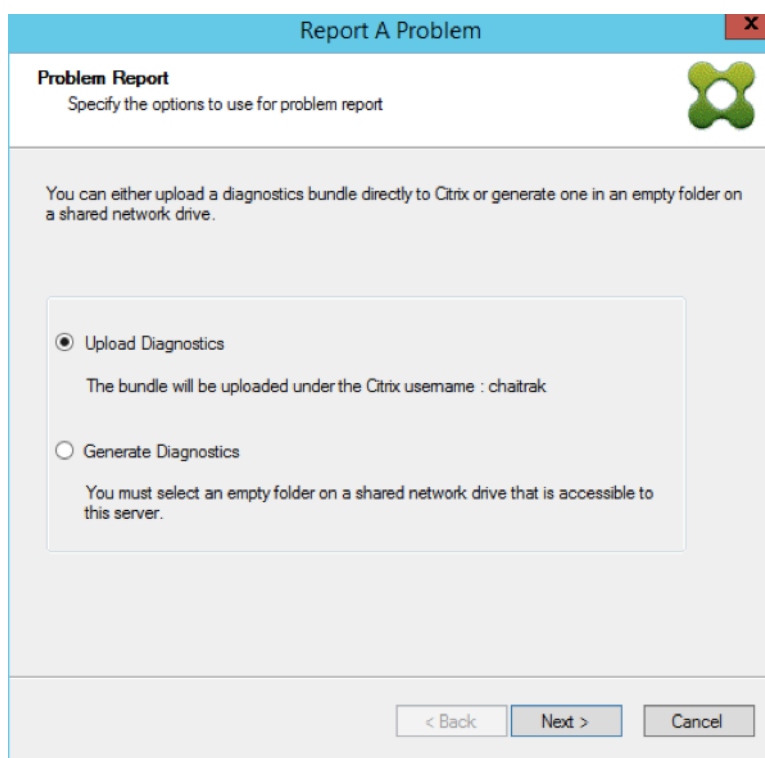 Report A Problem
x
Problem Report
Specify the options to use for problem report
You can either upload a diagnostics bundle directly to Citrix or generate one in an empty folder on
a shared network drive.
Upload Diagnostics
The bundle will be uploaded under the Citrix username : chaitrak
Generate Diagnostics
You must select an empty folder on a shared network drive that is accessible to
this server.
< Back
Next >
Cancel